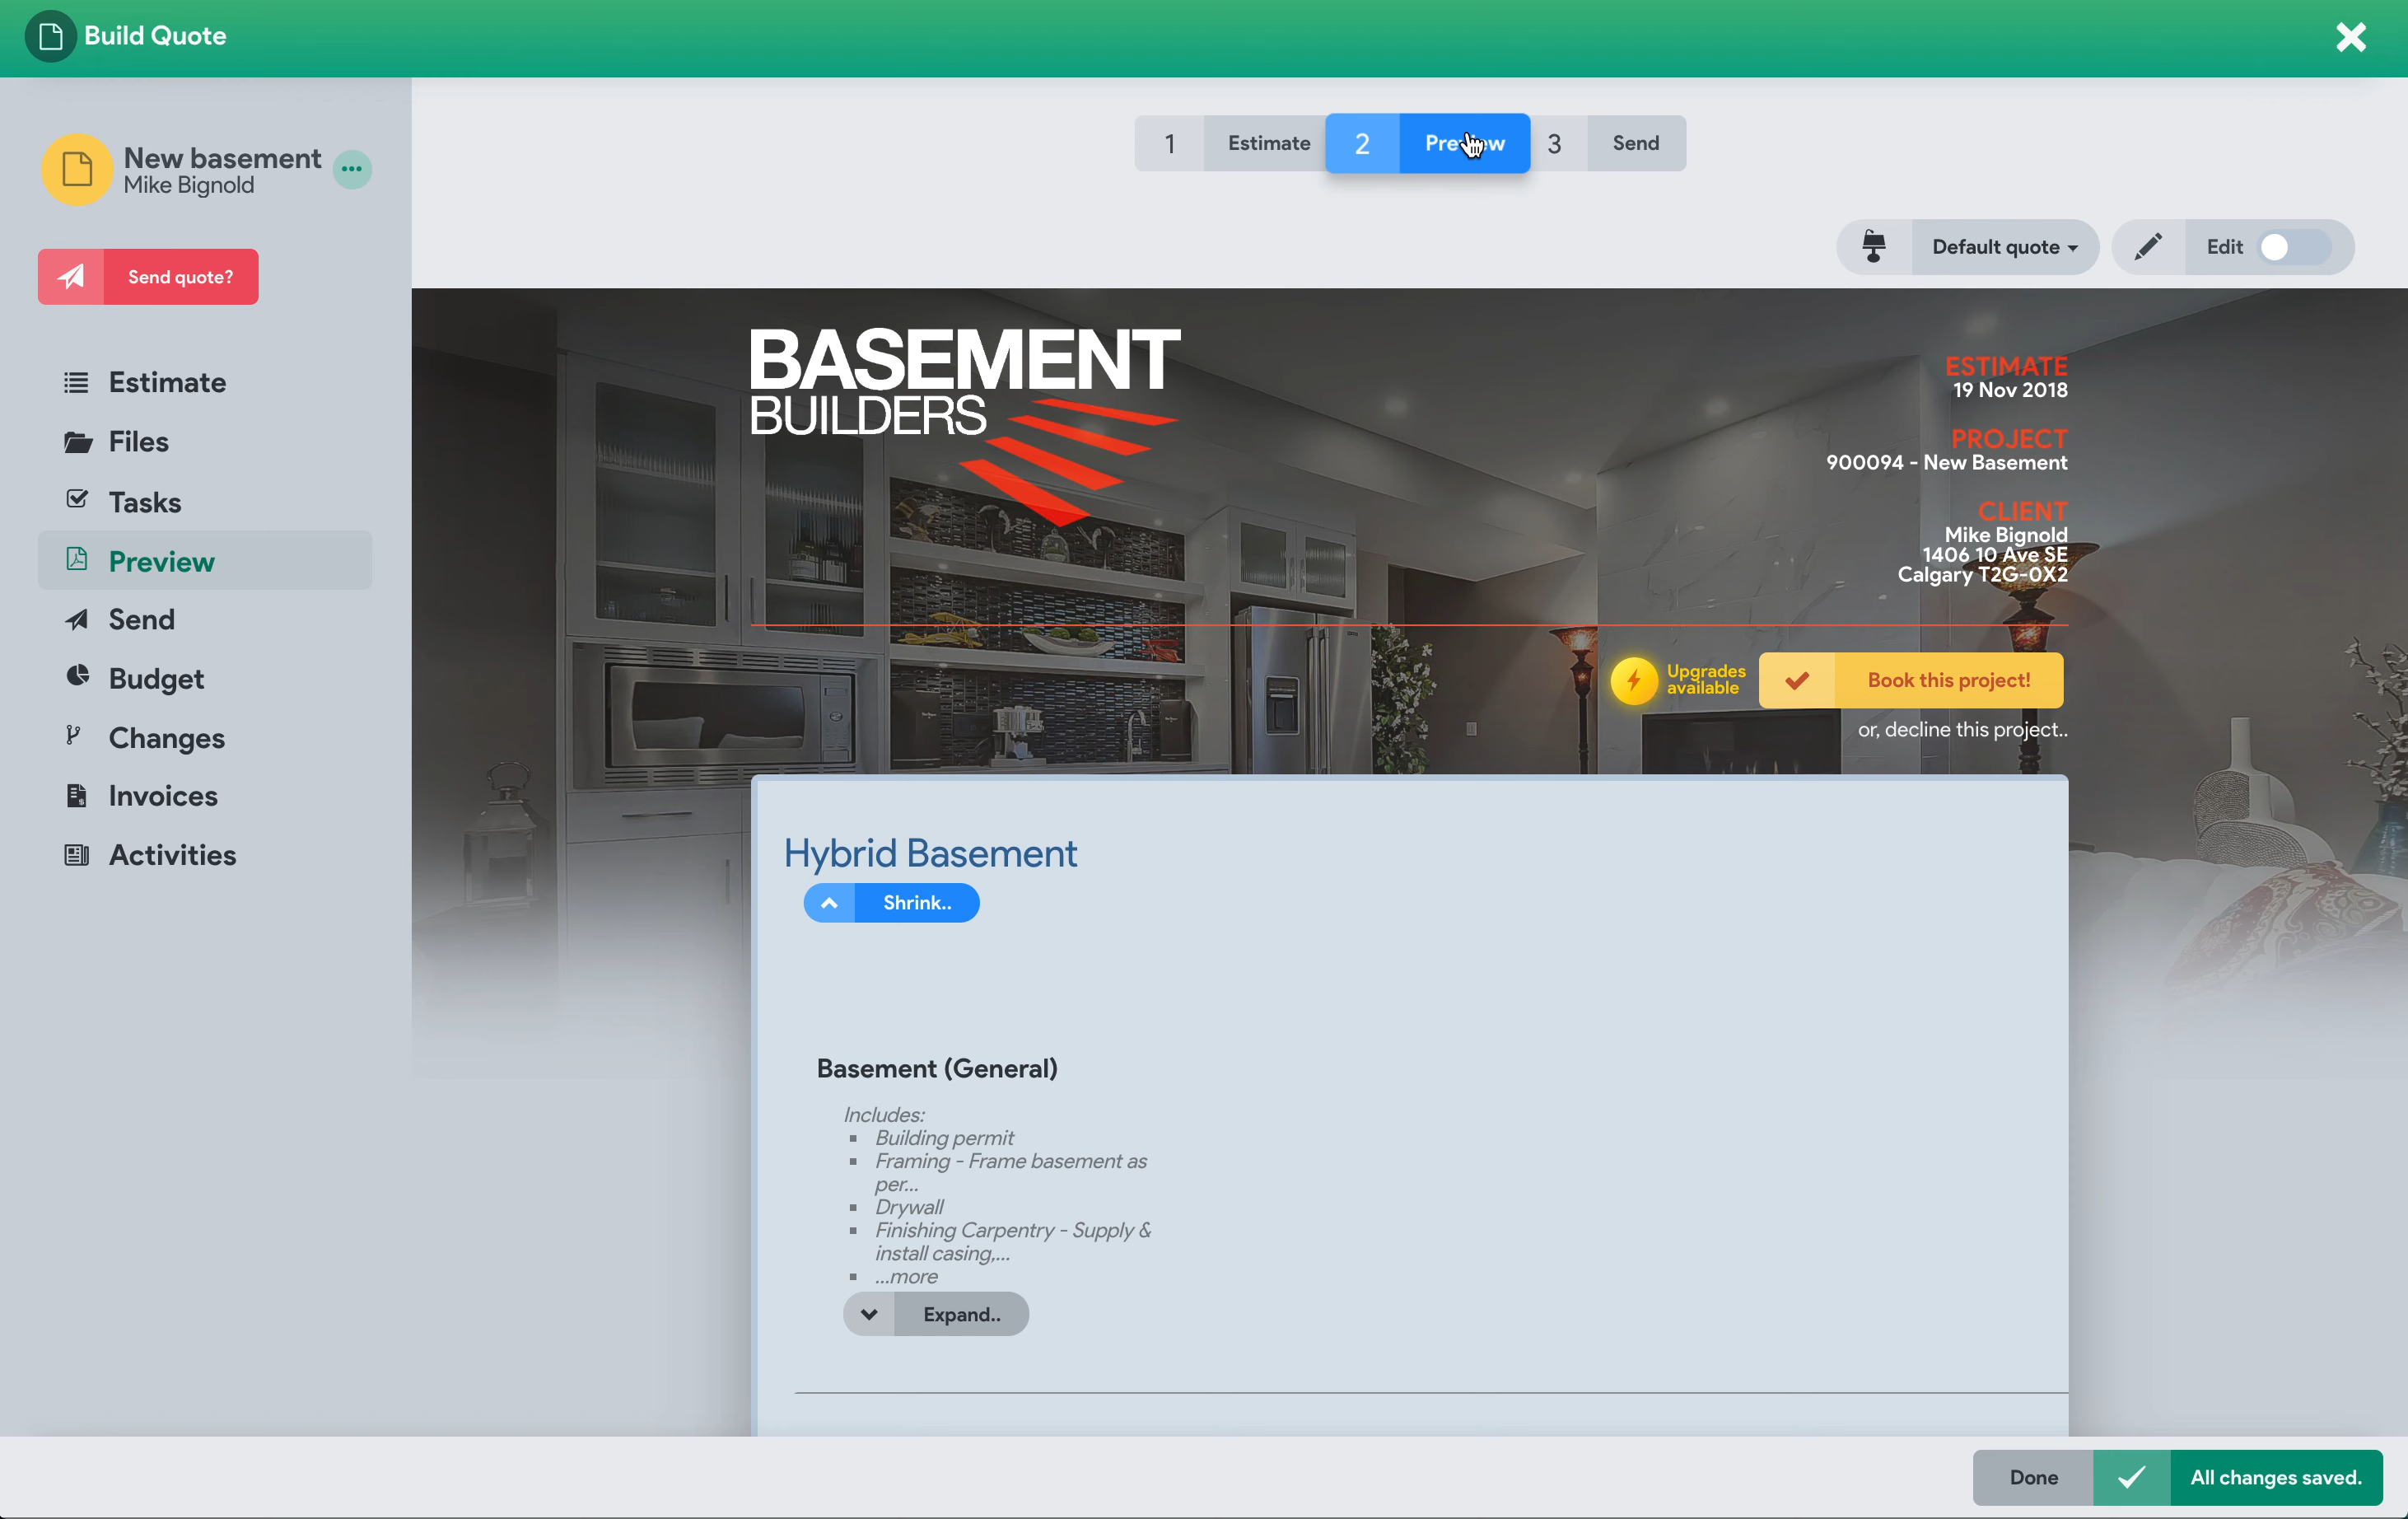 Build Quote
New basement
Mike Bignold
Send quote?
Estimate
Files
Tasks
Preview
Send
Budget
Changes
Invoices
Activities
1 Estimate 2 Preview 3 Send
Default quote
Edit
BASEMENT
BUILDERS
ESTIMATE
19 Nov 2018
PROJECT
900094 - New Basement
CLIENT
Mike Bignold
1406 10 Ave SE
Calgary T2G-0X2
Upgrades
available
Book this project!
or, decline this project..
Hybrid Basement
Shrink..
Basement (General)
Includes:
Building permit
Framing - Frame basement as
per...
Drywall
Finishing Carpentry - Supply &
install casing,...
...more
Expand..
Done
All changes saved.